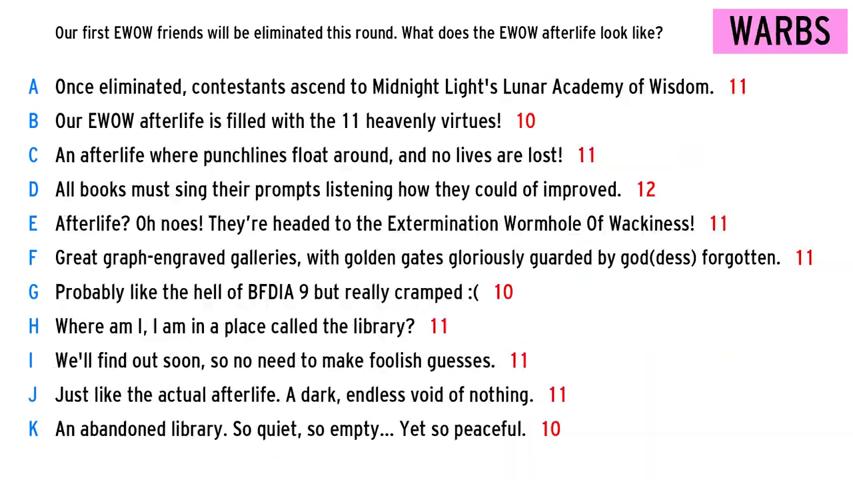 Our first EWOW friends will be eliminated this round. What does the EWOW afterlife look like?
WARBS
A Once eliminated, contestants ascend to Midnight Light's Lunar Academy of Wisdom. 11
B Our EWOW afterlife is filled with the 11 heavenly virtues! 10
C An afterlife where punchlines float around, and no lives are lost! 11
D All books must sing their prompts listening how they could of improved. 12
E Afterlife? Oh noes! They're headed to the Extermination Wormhole Of Wackiness! 11
F Great graph-engraved galleries, with golden gates gloriously guarded by god(dess) forgotten. 11
G Probably like the hell of BFDIA 9 but really cramped :( 10
H Where am I, I am in a place called the library? 11
I We'll find out soon, so no need to make foolish guesses. 11
J Just like the actual afterlife. A dark, endless void of nothing. 11
K An abandoned library. So quiet, so empty... Yet so peaceful. 10